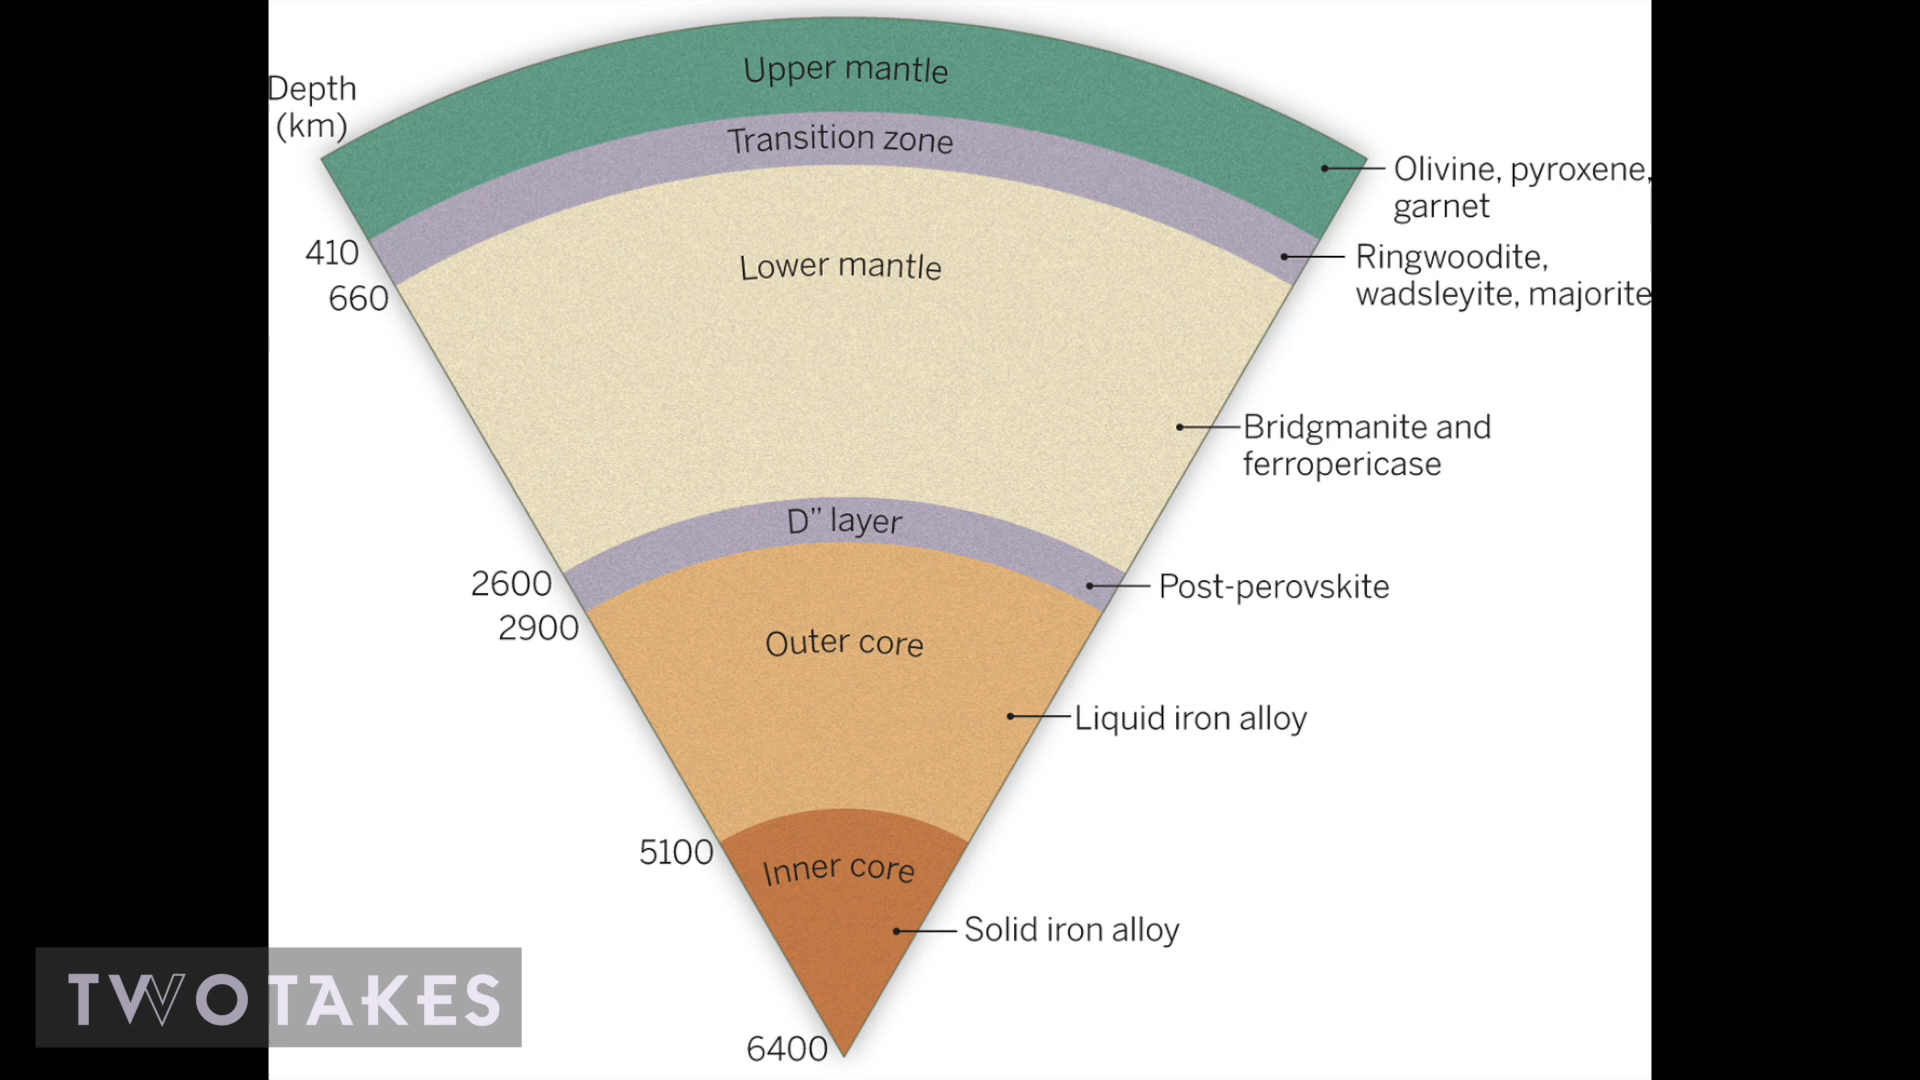 Depth
(km)
Upper mantle
Transition zone
Olivine, pyroxene,
garnet
410
Ringwoodite,
wadsleyite, majorite
660
Lower mantle
Bridgmanite and
ferropericase
D” layer
2600
Post-perovskite
2900
Outer core
Liquid iron alloy
5100
Inner core
Solid iron alloy
6400
TWOTAKES